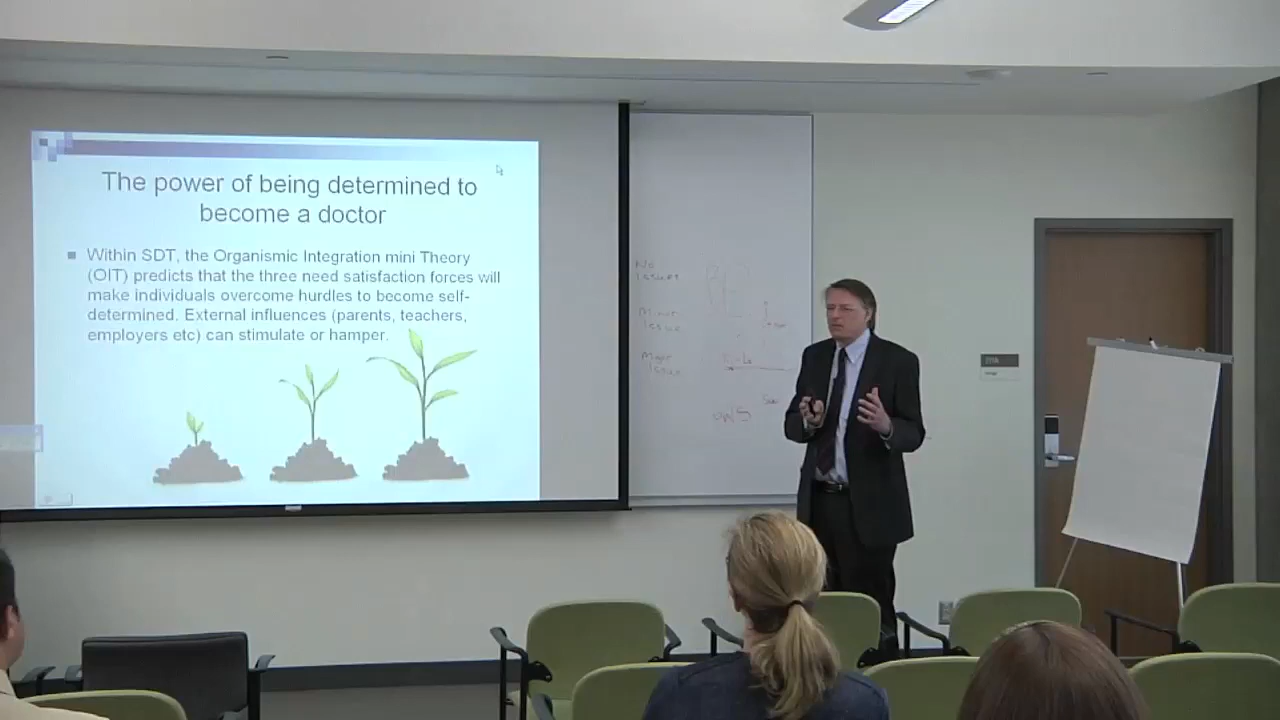 The power of being determined to
become a doctor
Within SDT, the Organismic Integration mini Theory
(OIT) predicts that the three need satisfaction forces will
make individuals overcome hurdles to become self-
determined. External influences (parents, teachers,
employers etc) can stimulate or hamper.
No
Issues
Minor
Issue
Major
Issue